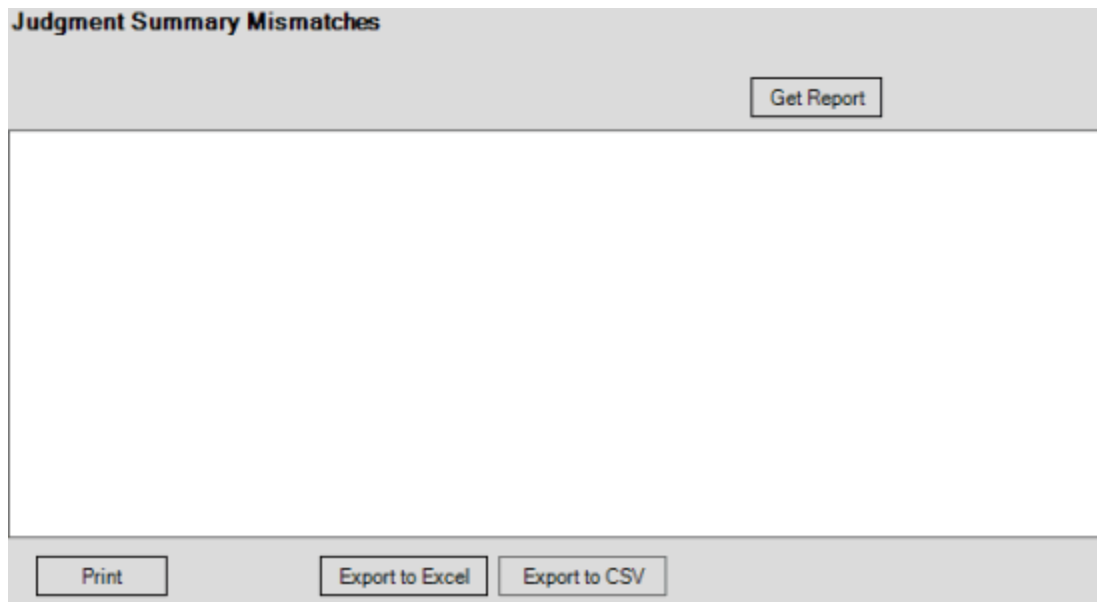 Judgment Summary Mismatches
Get Report
Print
Export to Excel
Export to CSV